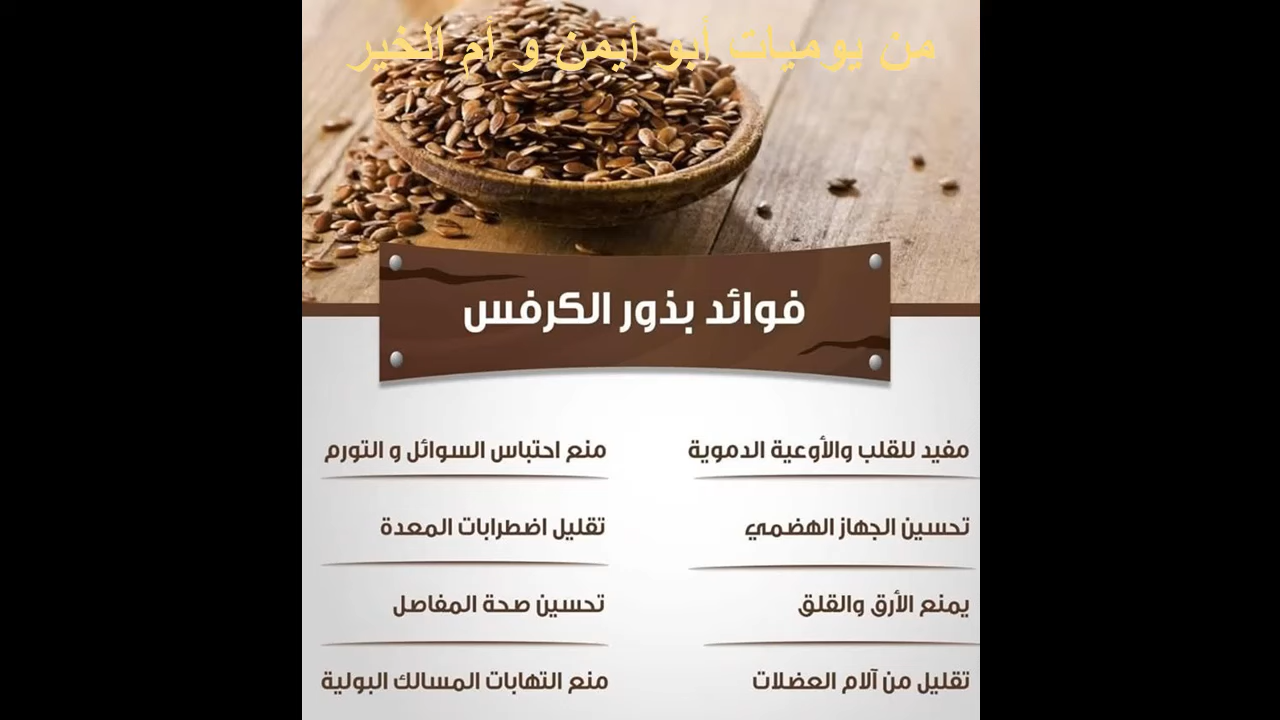 من يوميات أبو أيمن و أم الخير
فوائد بذور الكرفس
مفيد للقلب والأوعية الدموية
منع احتباس السوائل و التورم
تحسين الجهاز الهضمي
تقليل اضطرابات المعدة
يمنع الأرق والقلق
تحسين صحة المفاصل
تقليل من آلام العضلات
منع التهابات المسالك البولية